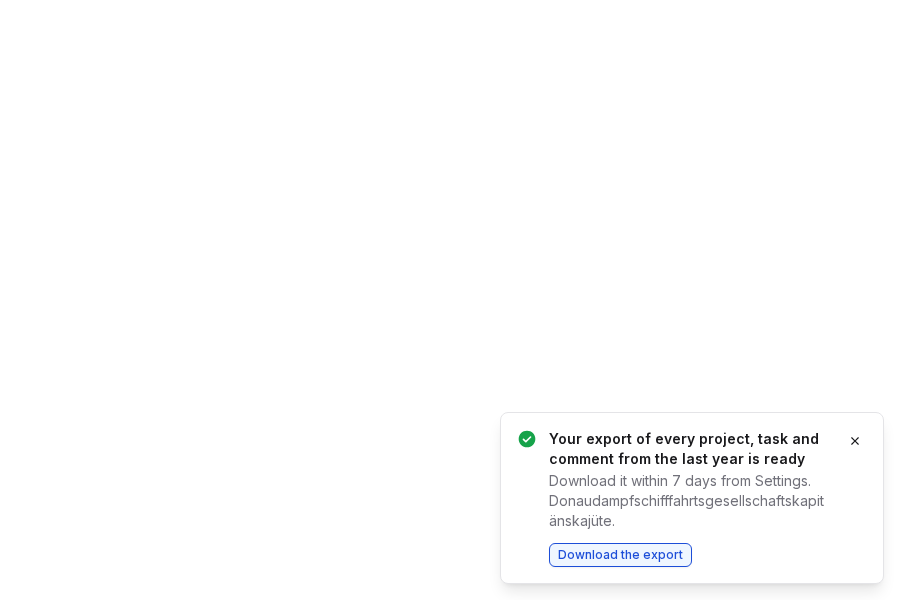 Your export of every project, task and
comment from the last year is ready
Download it within 7 days from Settings.
Donaudampfschifffahrtsgesellschaftskapit
änskajüte.
Download the export